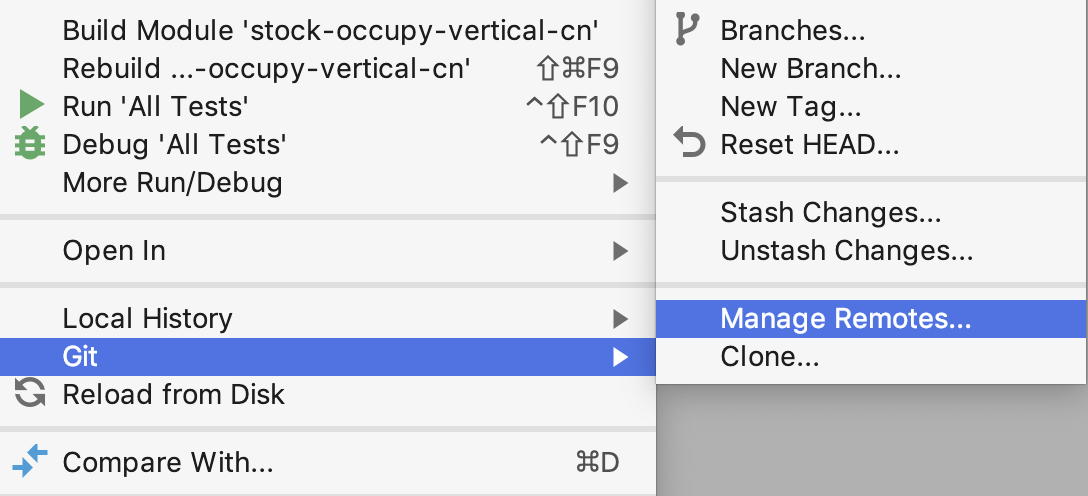 Build Module 'stock-occupy-vertical-cn'
Rebuild ...-occupy-vertical-cn' ⇧⌘F9
Run 'All Tests' ^⇧F10
Debug 'All Tests' ^⇧F9
More Run/Debug
Open In
Local History
Git
Reload from Disk
Compare With... ⌘D
Branches...
New Branch...
New Tag...
Reset HEAD...
Stash Changes...
Unstash Changes...
Manage Remotes...
Clone...